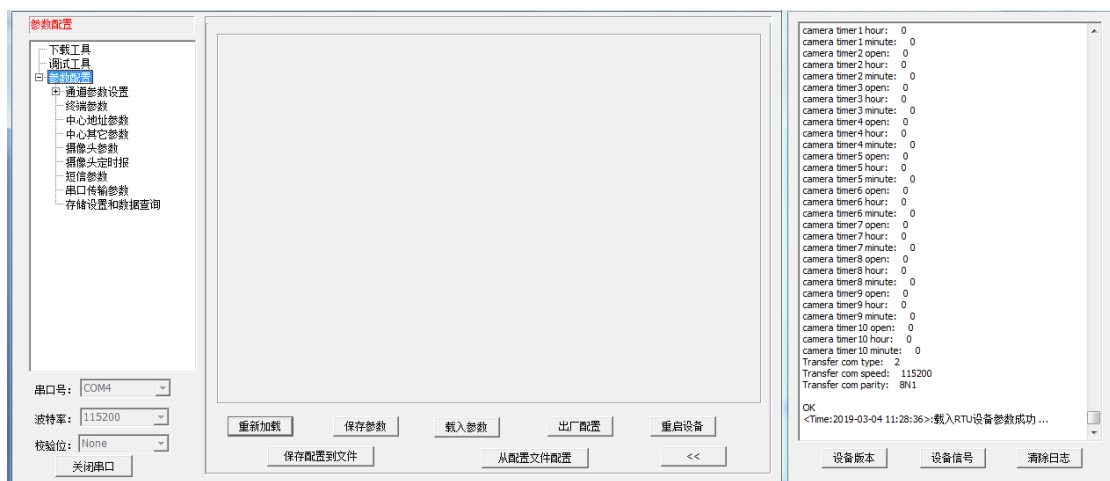 参数配置
下载工具
调试工具
参数配置
通道参数设置
终端参数
中心地址参数
中心其它参数
摄像头参数
摄像头定时报
短信参数
串口传输参数
存储设置和数据查询
串口号： COM4
波特率： 115200
校验位： None
关闭串口
重新加载 保存参数 载入参数 出厂配置 重启设备
保存配置到文件 从配置文件配置 <<
camera timer1 hour: 0
camera timer1 minute: 0
camera timer2 open: 0
camera timer2 hour: 0
camera timer2 minute: 0
camera timer3 open: 0
camera timer3 hour: 0
camera timer3 minute: 0
camera timer4 open: 0
camera timer4 hour: 0
camera timer4 minute: 0
camera timer5 open: 0
camera timer5 hour: 0
camera timer5 minute: 0
camera timer6 open: 0
camera timer6 hour: 0
camera timer6 minute: 0
camera timer7 open: 0
camera timer7 hour: 0
camera timer7 minute: 0
camera timer8 open: 0
camera timer8 hour: 0
camera timer8 minute: 0
camera timer9 open: 0
camera timer9 hour: 0
camera timer9 minute: 0
camera timer10 open: 0
camera timer10 hour: 0
camera timer10 minute: 0
Transfer com type: 2
Transfer com speed: 115200
Transfer com parity: 8N1
OK
<Time:2019-03-04 11:28:36>:载入RTU设备参数成功 ...
设备版本 设备信号 清除日志